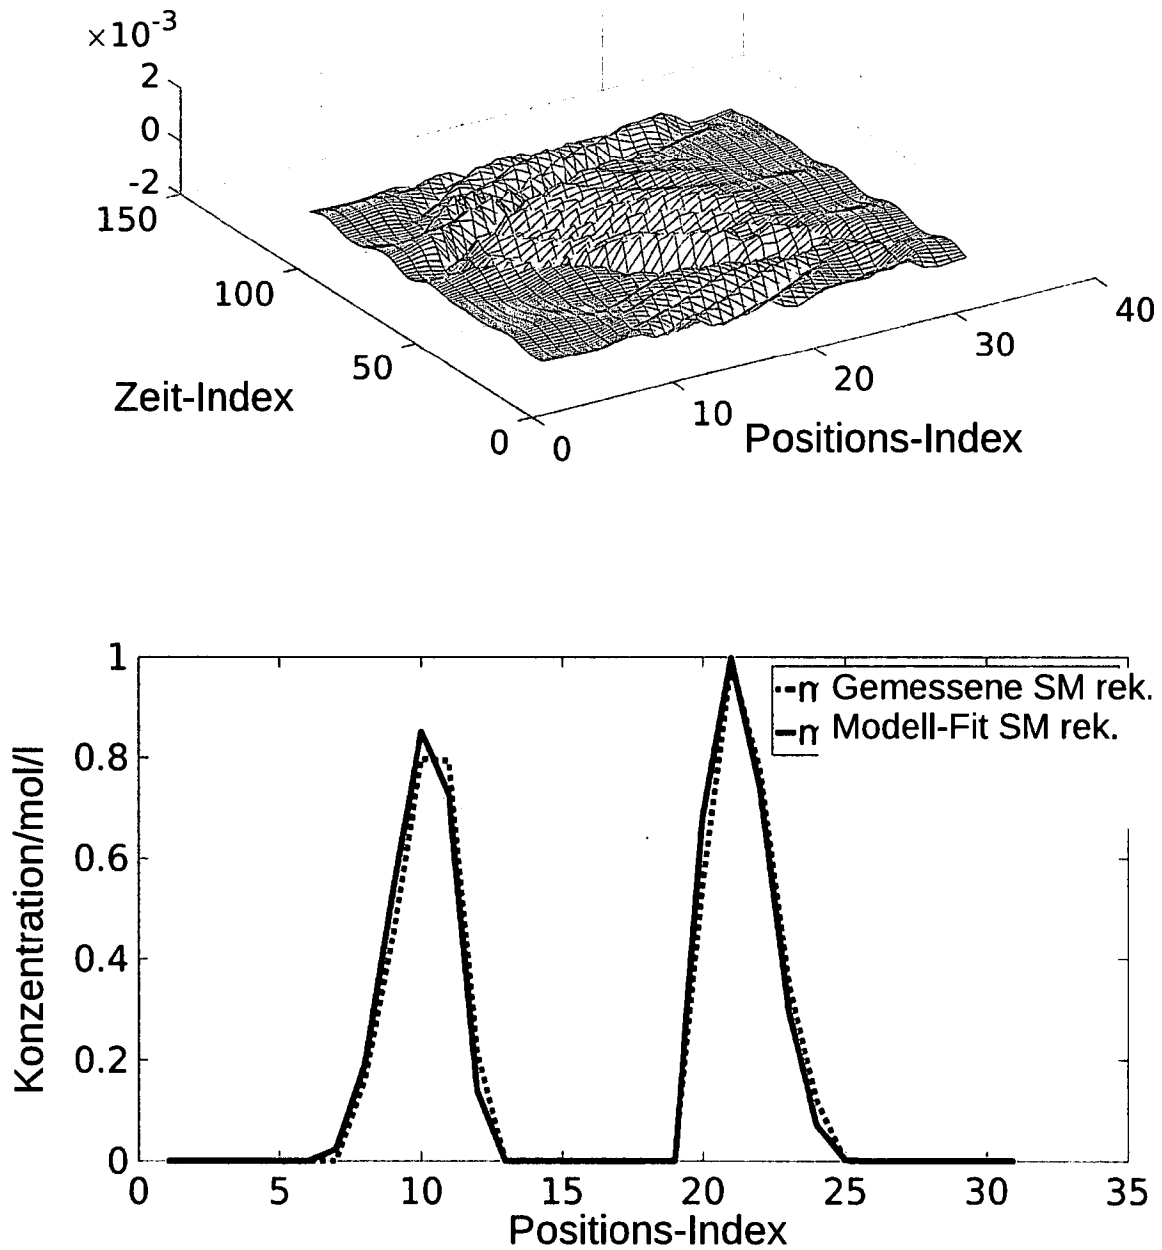 ×10⁻³
2
0
-2
150
100
50
0
Zeit-Index
0
10
20
30
40
Positions-Index
1
0.8
0.6
0.4
0.2
0
Konzentration/mol/l
Gemessene SM rek.
Modell-Fit SM rek.
0 5 10 15 20 25 30 35
Positions-Index